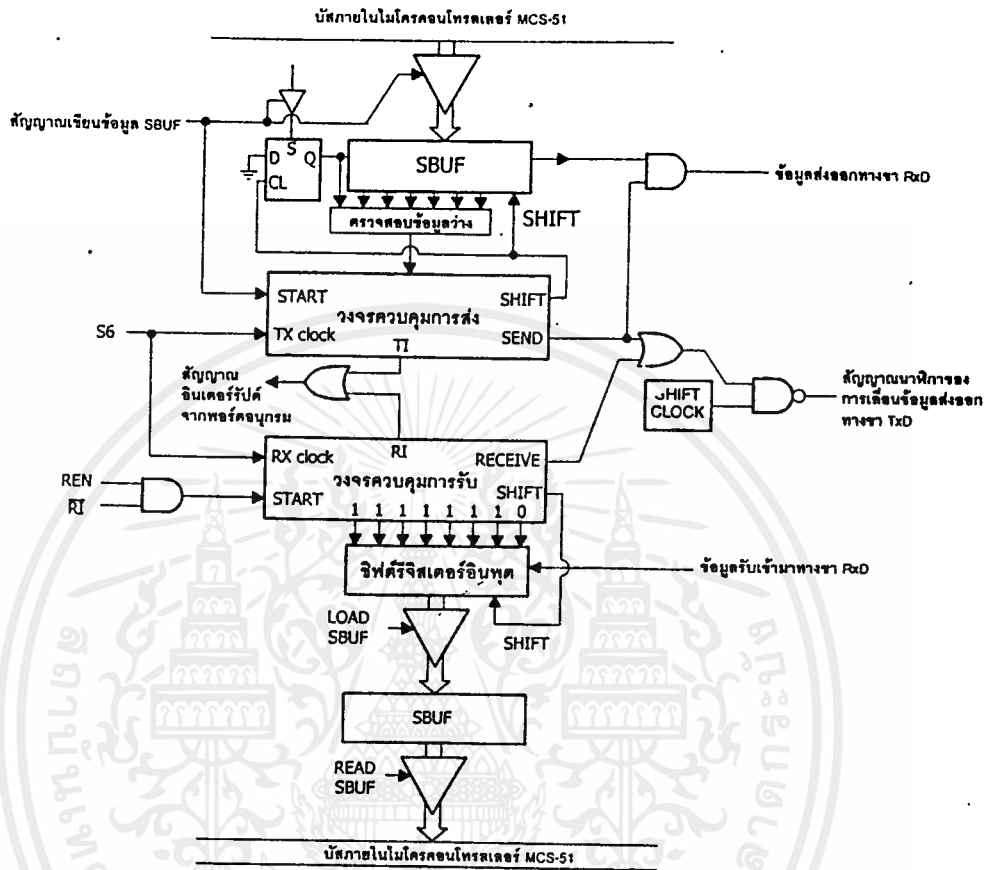 บัสภายในไมโครคอนโทรลเลอร์ MCS-51
สัญญาณเขียนข้อมูล SBUF
S
D Q
CL
SBUF
ตรวจสอบข้อมูลว่าง
SHIFT
ข้อมูลส่งออกทางขา RxD
START
SHIFT
วงจรควบคุมการส่ง
S6
TX clock
SEND
TI
สัญญาณ
อินเตอร์รัปต์
จากพอร์ตอนุกรม
SHIFT
CLOCK
สัญญาณนาฬิกาของ
การเลื่อนข้อมูลส่งออก
ทางขา TxD
RX clock
RI
RECEIVE
วงจรควบคุมการรับ
REN
RI
START
SHIFT
1 1 1 1 1 1 1 0
ชิฟต์รีจิสเตอร์อินพุต
ข้อมูลรับเข้ามาทางขา RxD
LOAD
SBUF
SHIFT
SBUF
READ
SBUF
บัสภายในไมโครคอนโทรลเลอร์ MCS-51